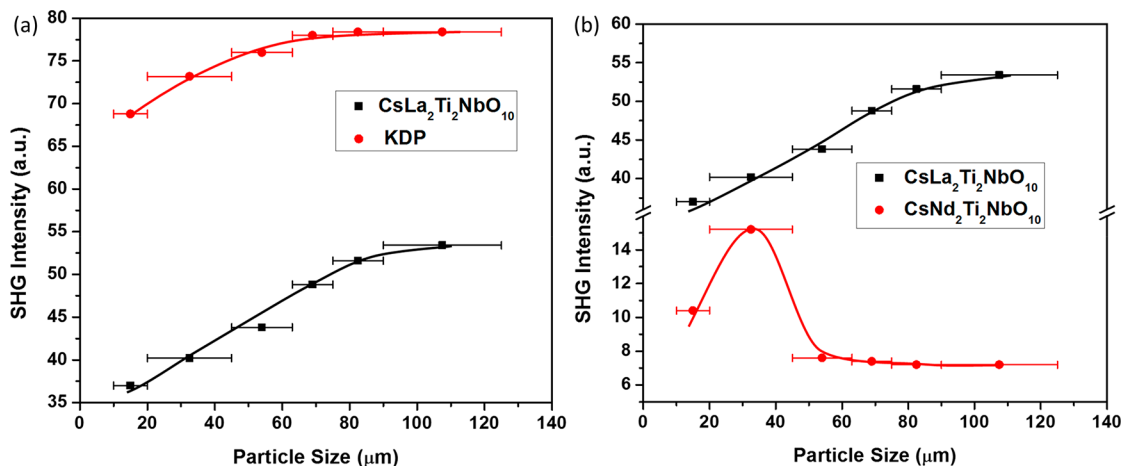 (a)
80
75
70
65
60
55
50
45
40
35
SHG Intensity (a.u.)
CsLa₂Ti₂NbO₁₀
KDP
0 20 40 60 80 100 120 140
Particle Size (μm)
(b)
60
55
50
45
40
14
12
10
8
6
SHG Intensity (a.u.)
CsLa₂Ti₂NbO₁₀
CsNd₂Ti₂NbO₁₀
0 20 40 60 80 100 120 140
Particle Size (μm)